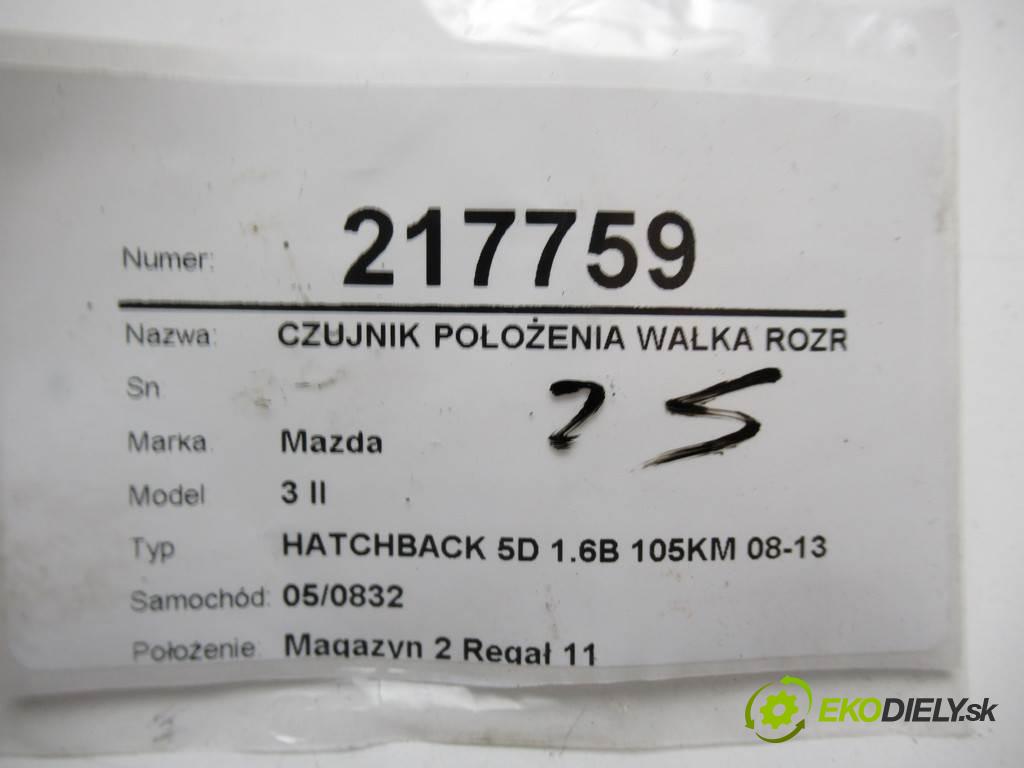 Numer: 217759
Nazwa: CZUJNIK POŁOŻENIA WAŁKA ROZR
Sn
25
Marka: Mazda
Model 3 II
Typ HATCHBACK 5D 1.6B 105KM 08-13
Samochód: 05/0832
Położenie: Magazyn 2 Regał 11
EKODIELY.sk